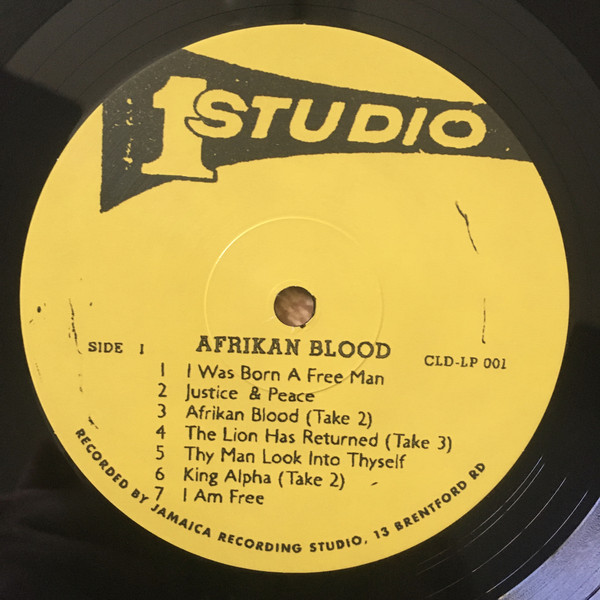 1 STUDIO
SIDE 1
AFRIKAN BLOOD
CLD-LP 001
1 I Was Born A Free Man
2 Justice & Peace
3 Afrikan Blood (Take 2)
4 The Lion Has Returned (Take 3)
5 Thy Man Look Into Thyself
6 King Alpha (Take 2)
7 I Am Free
RECORDED BY JAMAICA RECORDING STUDIO, 13 BRENTFORD RD